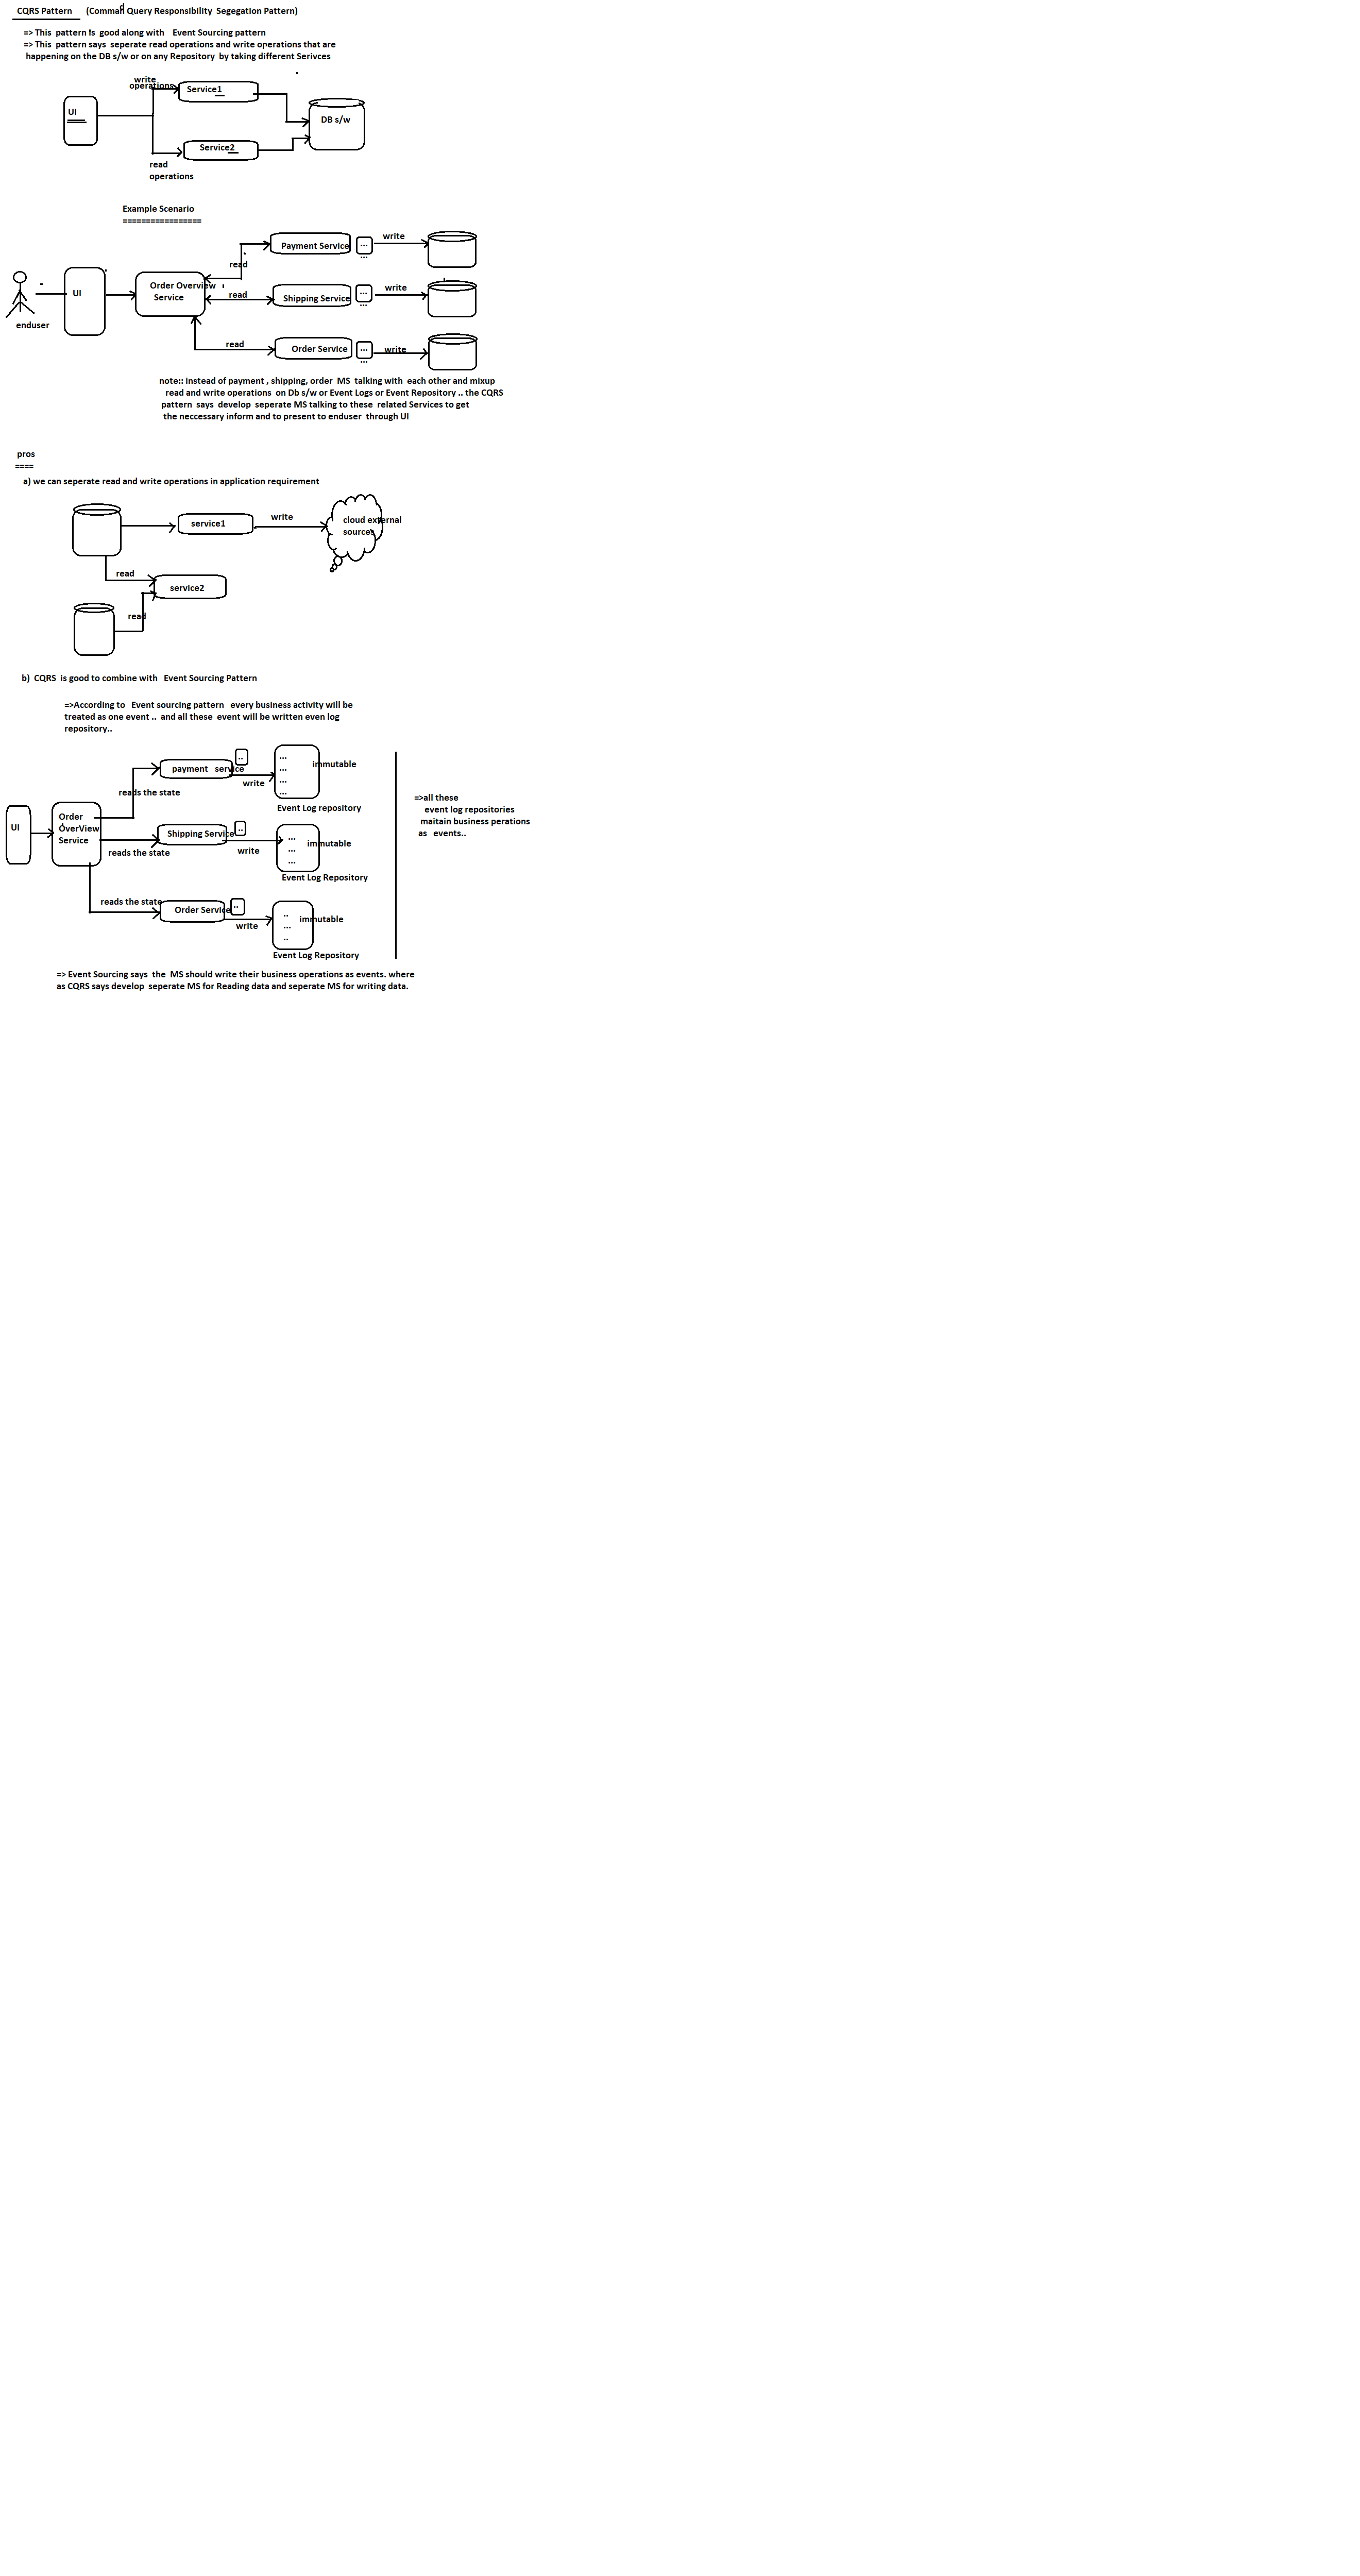 CQRS Pattern (Command Query Responsibility Segegation Pattern)
=> This pattern Is good along with Event Sourcing pattern
=> This pattern says seperate read operations and write operations that are
happening on the DB s/w or on any Repository by taking different Serivces
write
operations
Service1
UI
DB s/w
Service2
read
operations
Example Scenario
=================
Payment Service
...
...
write
read
Order Overview
Service
UI
read
Shipping Service
...
...
write
enduser
read
Order Service
...
...
write
note:: instead of payment , shipping, order MS talking with each other and mixup
read and write operations on Db s/w or Event Logs or Event Repository .. the CQRS
pattern says develop seperate MS talking to these related Services to get
the neccessary inform and to present to enduser through UI
pros
====
a) we can seperate read and write operations in application requirement
service1
write
cloud external
sources
read
service2
read
b) CQRS is good to combine with Event Sourcing Pattern
=>According to Event sourcing pattern every business activity will be
treated as one event .. and all these event will be written even log
repository..
..
...
...
...
...
payment service
immutable
write
reads the state
Event Log repository
=>all these
event log repositories
maitain business perations
as events..
UI
Order
OverView
Service
Shipping Service
..
...
...
...
immutable
reads the state
write
Event Log Repository
reads the state
Order Service
..
..
...
..
immutable
write
Event Log Repository
=> Event Sourcing says the MS should write their business operations as events. where
as CQRS says develop seperate MS for Reading data and seperate MS for writing data.